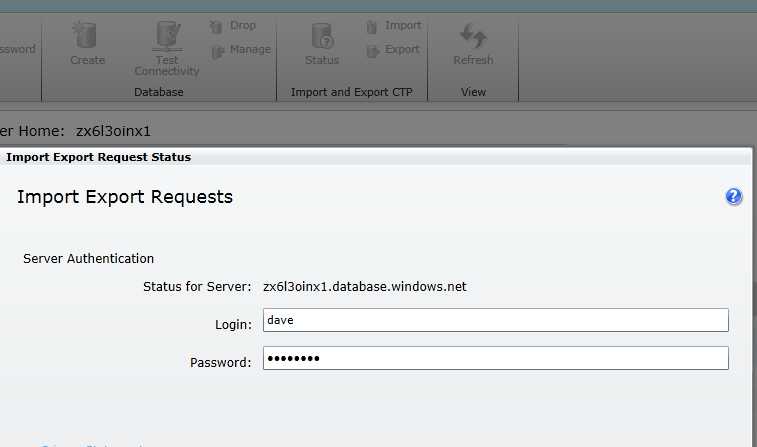 ssword
Create
Test
Connectivity
Drop
Manage
Database
Status
Import
Export
Import and Export CTP
Refresh
View
er Home: zx6l3oinx1
Import Export Request Status
Import Export Requests
?
Server Authentication
Status for Server: zx6l3oinx1.database.windows.net
Login: dave
Password: ••••••••